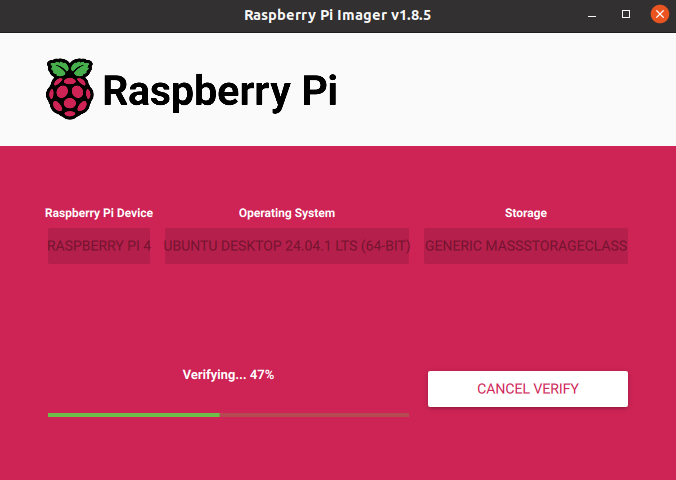 Raspberry Pi Imager v1.8.5
Raspberry Pi
Raspberry Pi Device Operating System Storage
RASPBERRY PI 4 UBUNTU DESKTOP 24.04.1 LTS (64-BIT) GENERIC MASSSTORAGECLASS
Verifying... 47%
CANCEL VERIFY